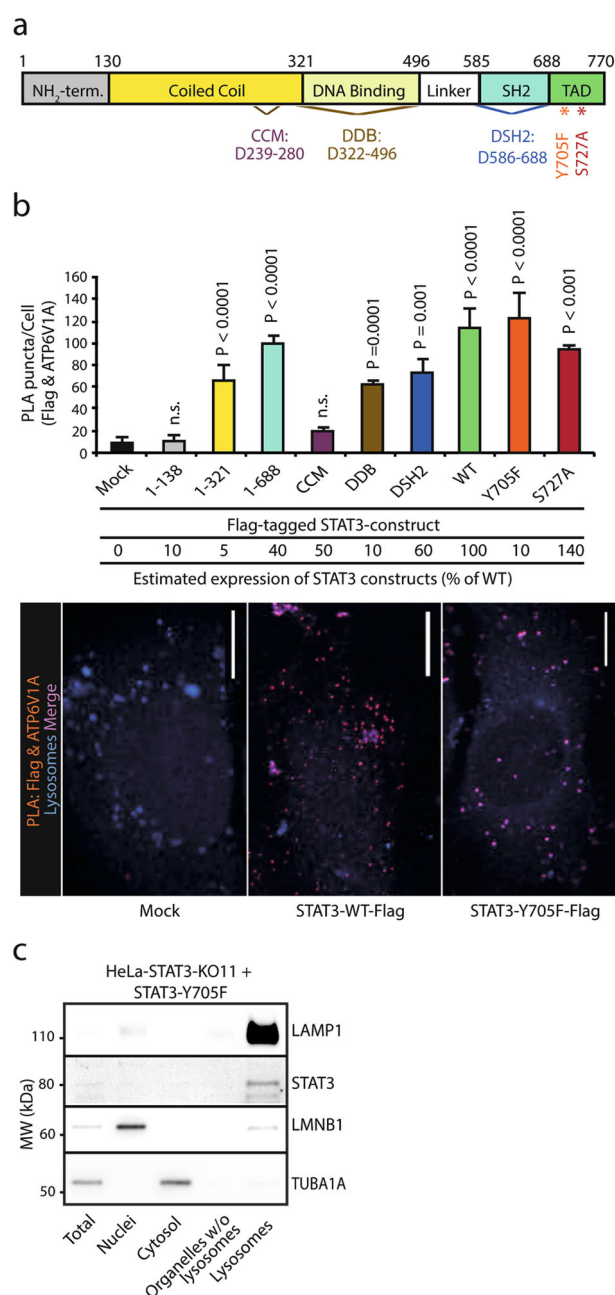 a
1 130 321 496 585 688 770
NH2-term. Coiled Coil DNA Binding Linker SH2 TAD
* *
CCM: DDB: DSH2:
D239-280 D322-496 D586-688
Y705F
S727A
b
PLA puncta/Cell
(Flag & ATP6V1A)
160
140
120
100
80
60
40
20
0
n.s.
P < 0.0001
P < 0.0001
n.s.
P =0.0001
P = 0.001
P < 0.0001
P < 0.0001
P < 0.001
Mock 1-138 1-321 1-688 CCM DDB DSH2 WT Y705F S727A
Flag-tagged STAT3-construct
0 10 5 40 50 10 60 100 10 140
Estimated expression of STAT3 constructs (% of WT)
PLA: Flag & ATP6V1A
Lysosomes Merge
Mock STAT3-WT-Flag STAT3-Y705F-Flag
c
HeLa-STAT3-KO11 +
STAT3-Y705F
MW (kDa)
110 LAMP1
80 STAT3
60 LMNB1
50 TUBA1A
Total
Nuclei
Cytosol
Organelles w/o
lysosomes
Lysosomes